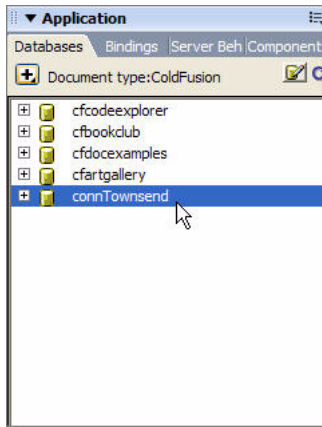 Application
Databases Bindings Server Beh Component
Document type:ColdFusion
cfcodeexplorer
cfbookclub
cfdocexamples
cfartgallery
connTownsend